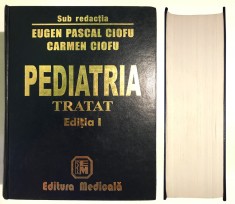 Sub redacția
EUGEN PASCAL CIOFU
CARMEN CIOFU
PEDIATRIA
TRATAT
Ediția I
Editura Medicală